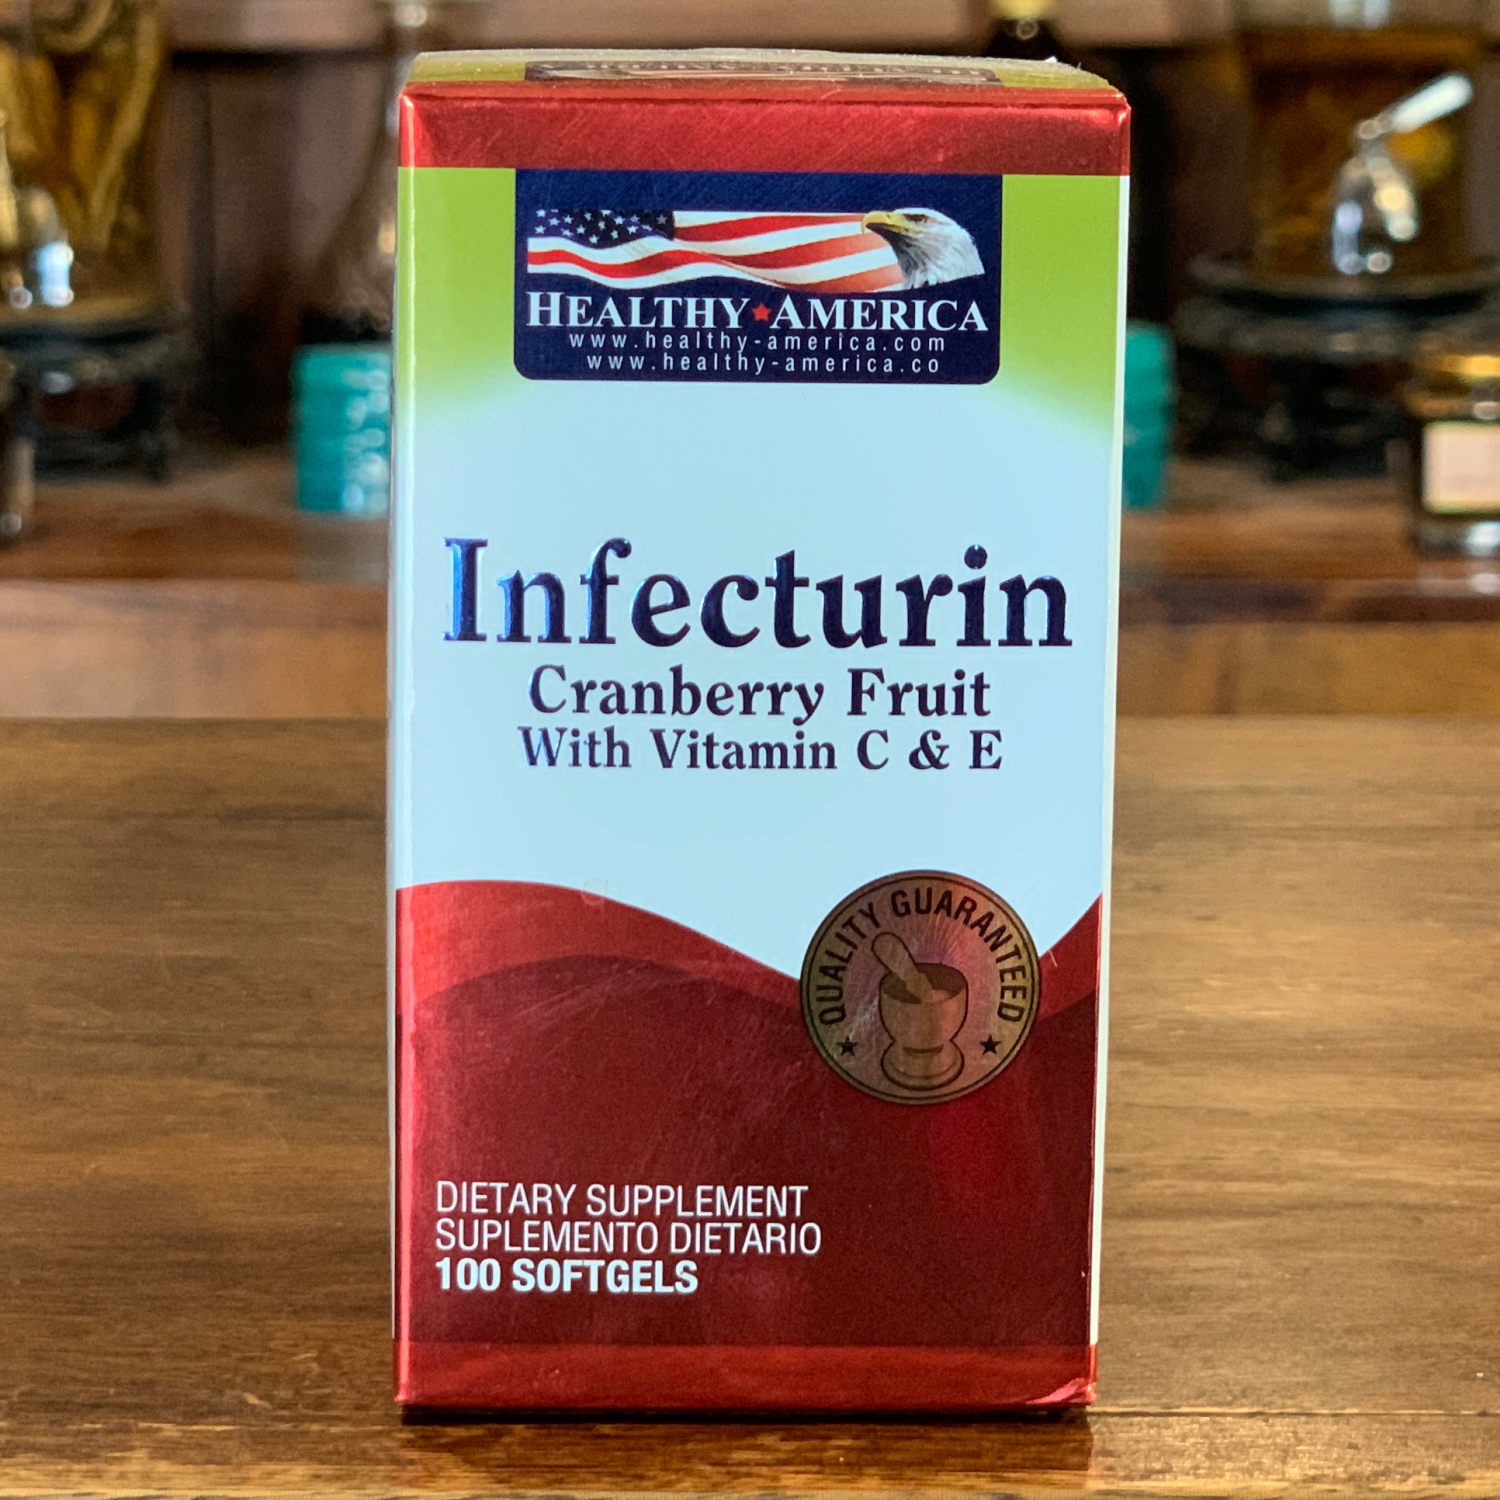 HEALTHY★AMERICA
www.healthy-america.com
www.healthy-america.co
Infecturin
Cranberry Fruit
With Vitamin C & E
QUALITY GUARANTEED
DIETARY SUPPLEMENT
SUPLEMENTO DIETARIO
100 SOFTGELS